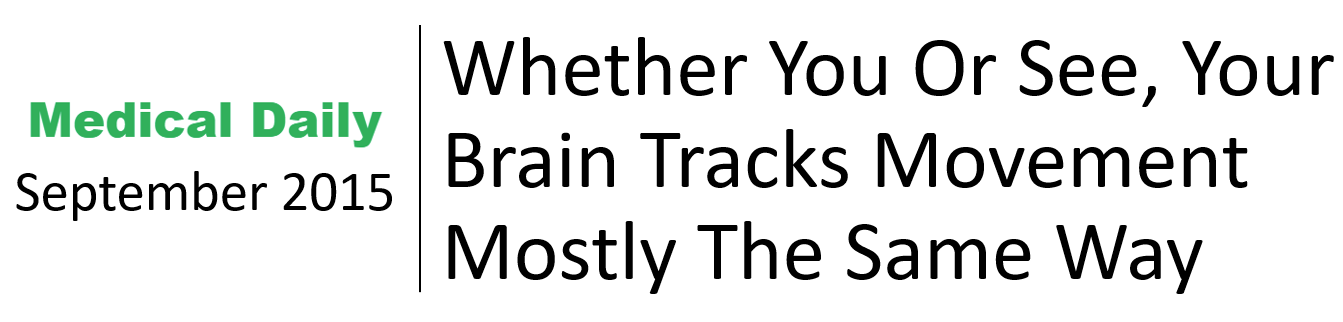 Medical Daily
September 2015
Whether You Or See, Your
Brain Tracks Movement
Mostly The Same Way